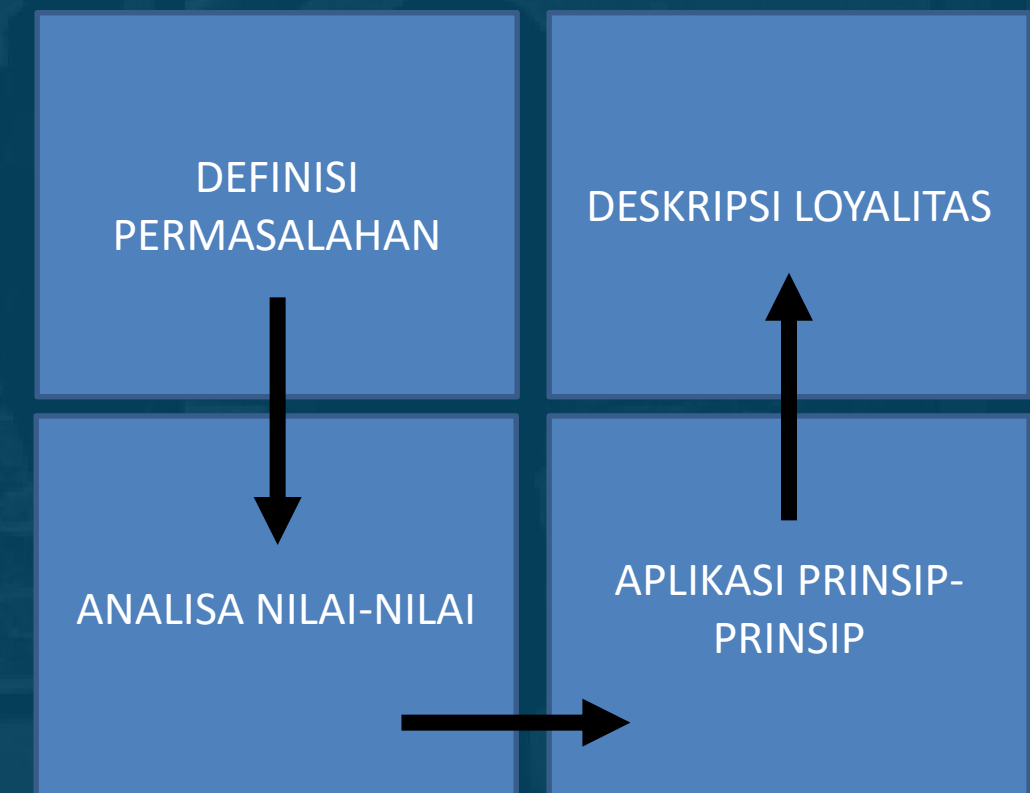 DEFINISI
PERMASALAHAN
DESKRIPSI LOYALITAS
ANALISA NILAI-NILAI
APLIKASI PRINSIP-
PRINSIP